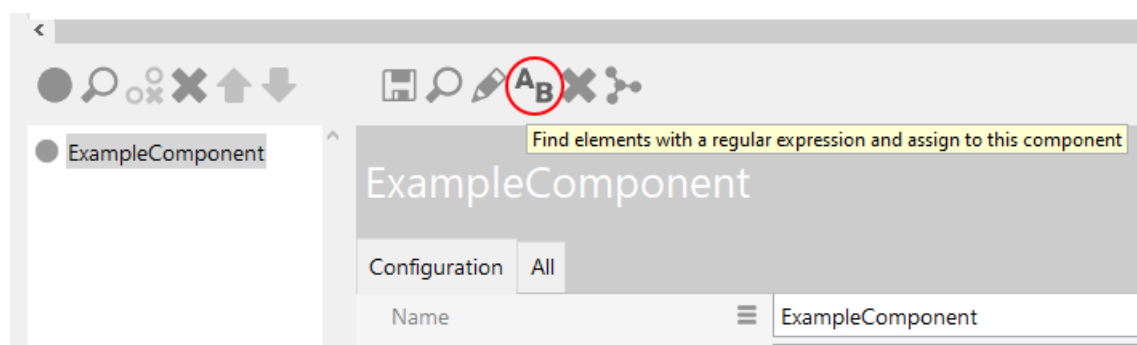 AB
Find elements with a regular expression and assign to this component
ExampleComponent
ExampleComponent
Configuration All
Name ExampleComponent